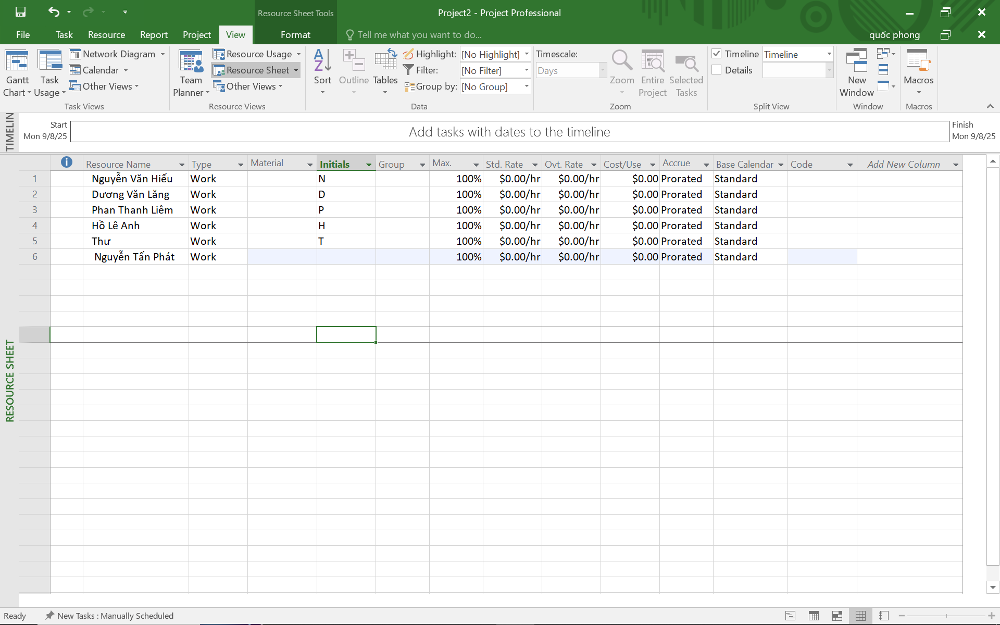 Resource Sheet Tools
Project2 - Project Professional
File Task Resource Report Project View Format Tell me what you want to do... quốc phong
Gantt Chart
Task Usage
Network Diagram
Calendar
Other Views
Task Views
Team Planner
Resource Usage
Resource Sheet
Other Views
Resource Views
Sort
Outline
Tables
Highlight: [No Highlight]
Filter: [No Filter]
Group by: [No Group]
Data
Timescale:
Days
Zoom
Entire Project
Selected Tasks
Zoom
Timeline Timeline
Details
Split View
New Window
Window
Macros
Macros
TIMELIN
Start
Mon 9/8/25
Add tasks with dates to the timeline
Finish
Mon 9/8/25
RESOURCE SHEET
Resource Name Type Material Initials Group Max. Std. Rate Ovt. Rate Cost/Use Accrue Base Calendar Code Add New Column
1 Nguyễn Văn Hiếu Work N 100% $0.00/hr $0.00/hr $0.00 Prorated Standard
2 Dương Văn Lăng Work D 100% $0.00/hr $0.00/hr $0.00 Prorated Standard
3 Phan Thanh Liêm Work P 100% $0.00/hr $0.00/hr $0.00 Prorated Standard
4 Hồ Lê Anh Work H 100% $0.00/hr $0.00/hr $0.00 Prorated Standard
5 Thư Work T 100% $0.00/hr $0.00/hr $0.00 Prorated Standard
6 Nguyễn Tấn Phát Work 100% $0.00/hr $0.00/hr $0.00 Prorated Standard
Ready New Tasks : Manually Scheduled